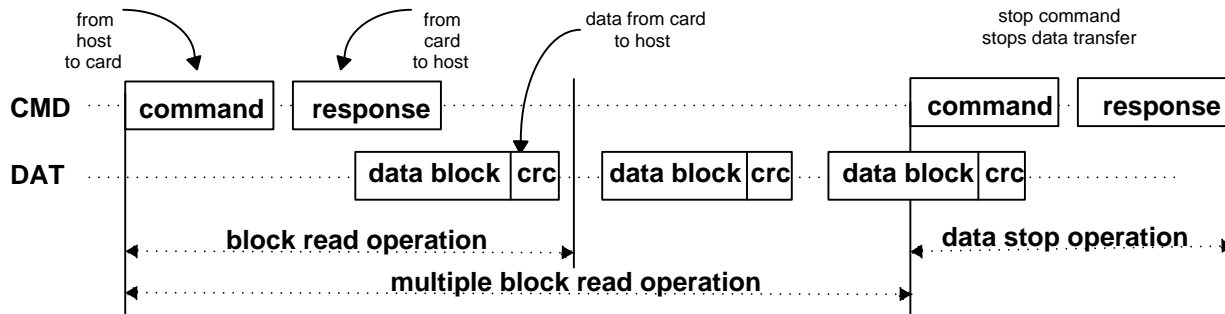 from
host
to card
from
card
to host
data from card
to host
stop command
stops data transfer
CMD command response command response
DAT data block crc data block crc data block crc
block read operation data stop operation
multiple block read operation